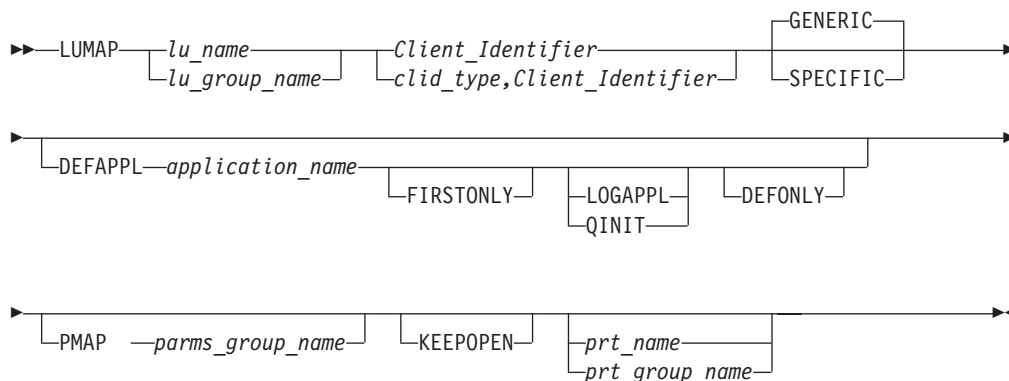 GENERIC
LUMAP lu_name Client_Identifier
lu_group_name clid_type,Client_Identifier SPECIFIC
DEFAPPL application_name
FIRSTONLY LOGAPPL DEFONLY
QINIT
PMAP parms_group_name KEEPOPEN prt_name
prt_group_name